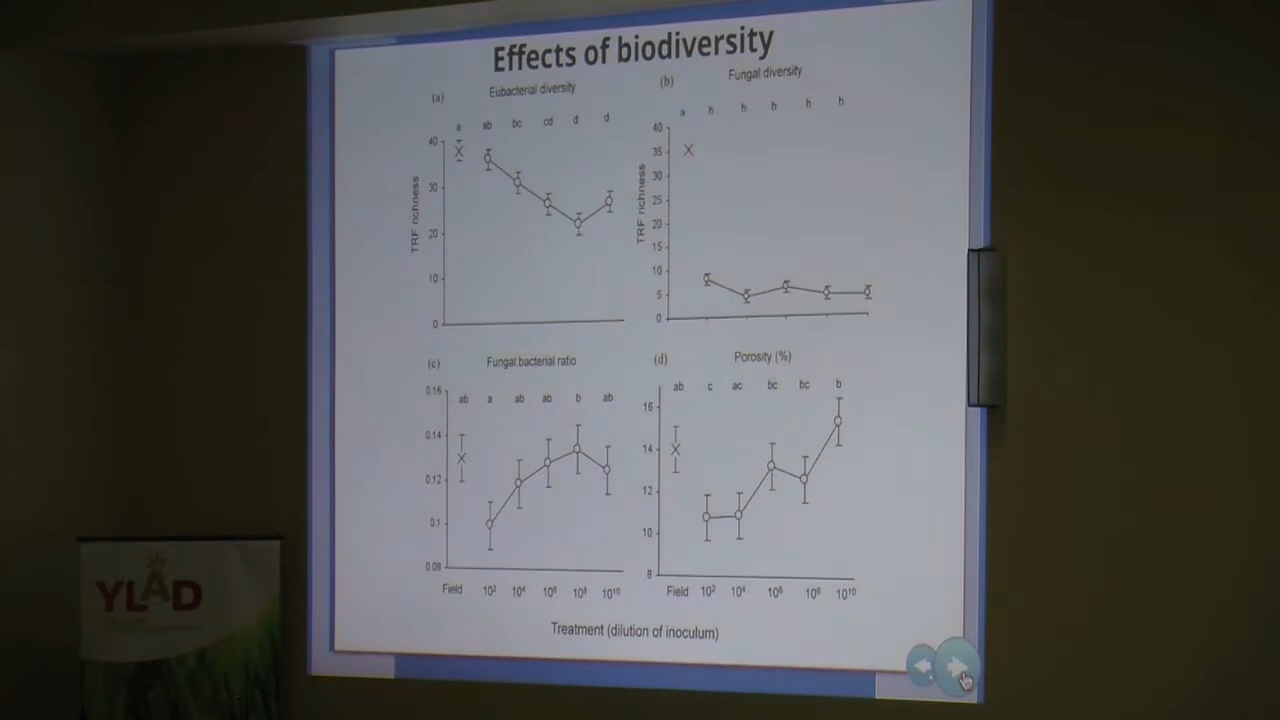 Effects of biodiversity
(a) Eubacterial diversity
a ab bc cd d d
40
30
20
10
0
TRF richness
(b) Fungal diversity
a b b b b b
40
35
30
25
20
15
10
5
0
TRF richness
(c) Fungal:bacterial ratio
ab a ab ab b ab
0.16
0.14
0.12
0.1
0.08
Field 10² 10⁴ 10⁶ 10⁸ 10¹⁰
(d) Porosity (%)
ab c ac bc bc b
16
14
12
10
8
Field 10² 10⁴ 10⁶ 10⁸ 10¹⁰
Treatment (dilution of inoculum)
YLAD